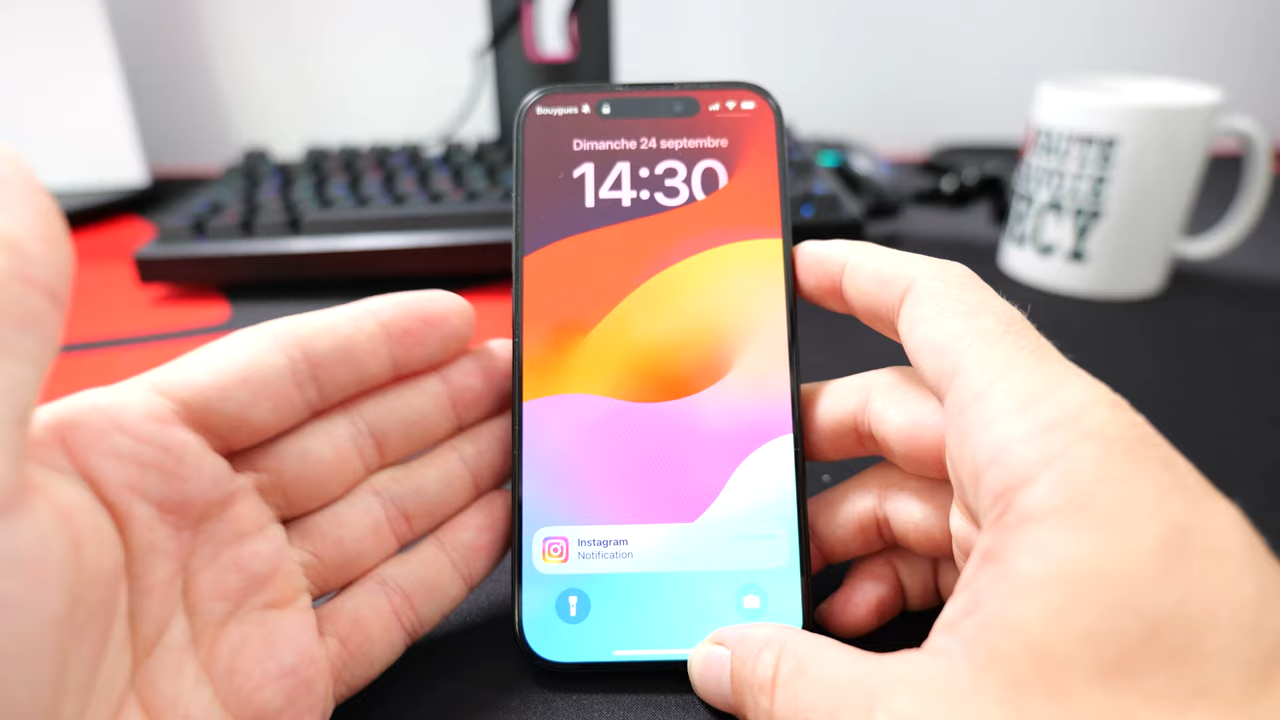 Bouygues
Dimanche 24 septembre
14:30
Instagram
Notification